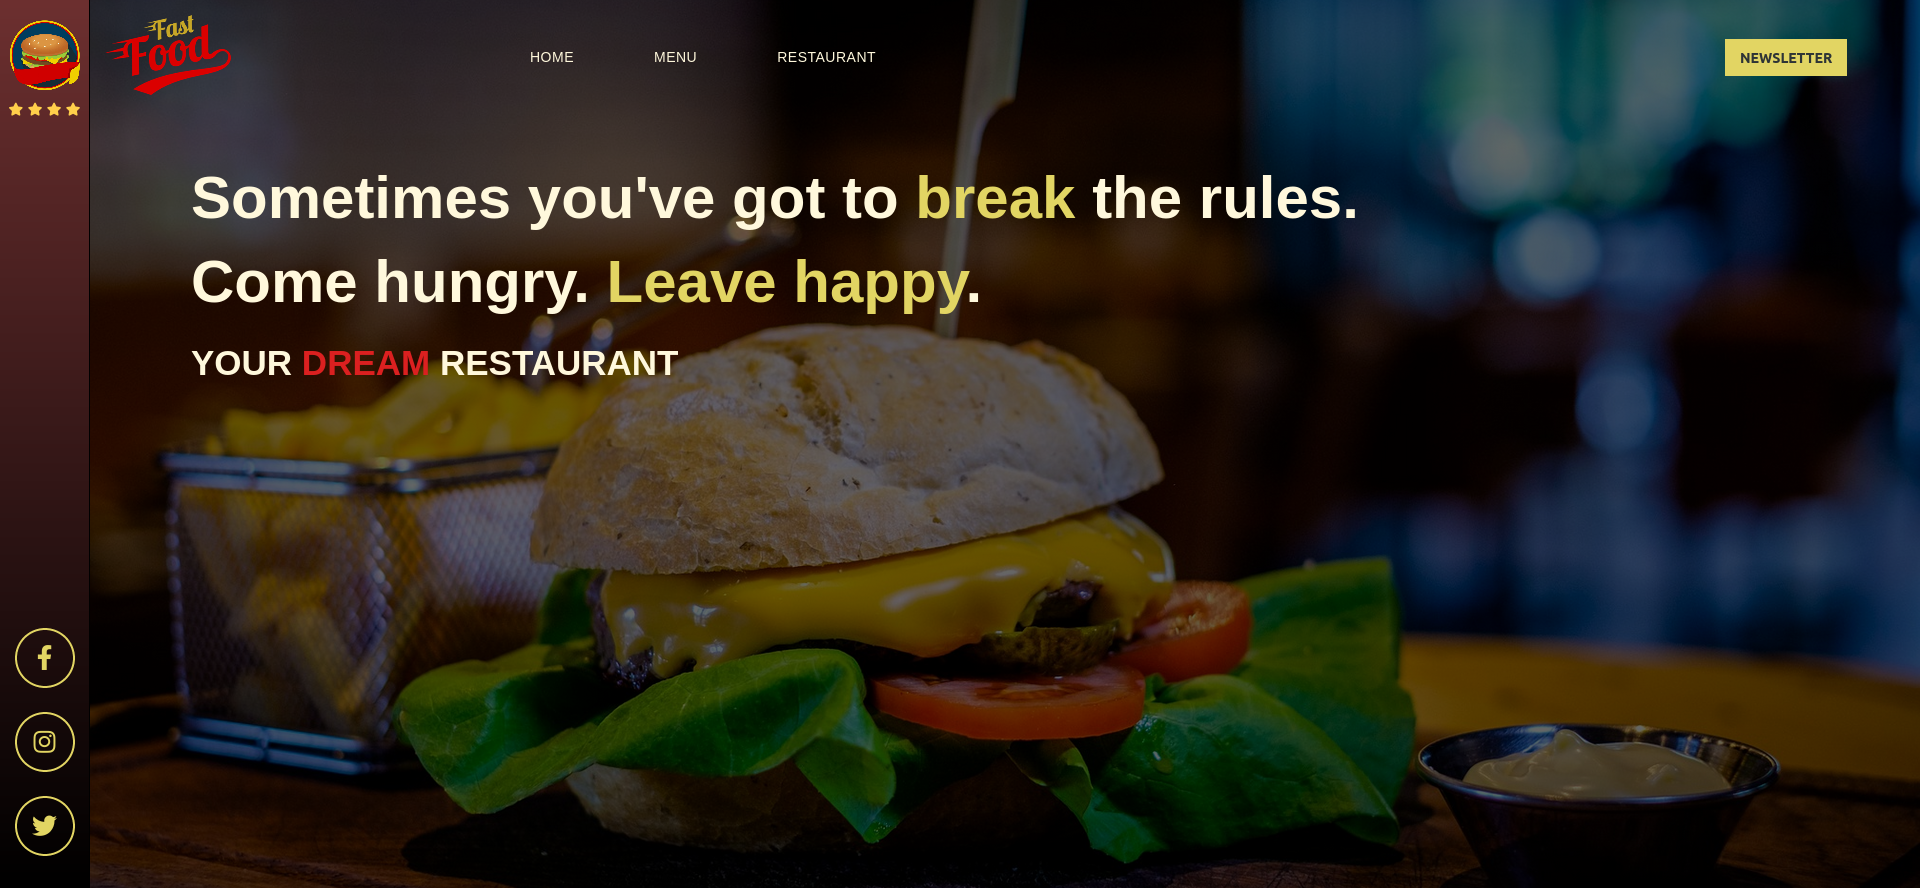 Fast
Food
HOME
MENU
RESTAURANT
NEWSLETTER
Sometimes you've got to break the rules.
Come hungry. Leave happy.
YOUR DREAM RESTAURANT